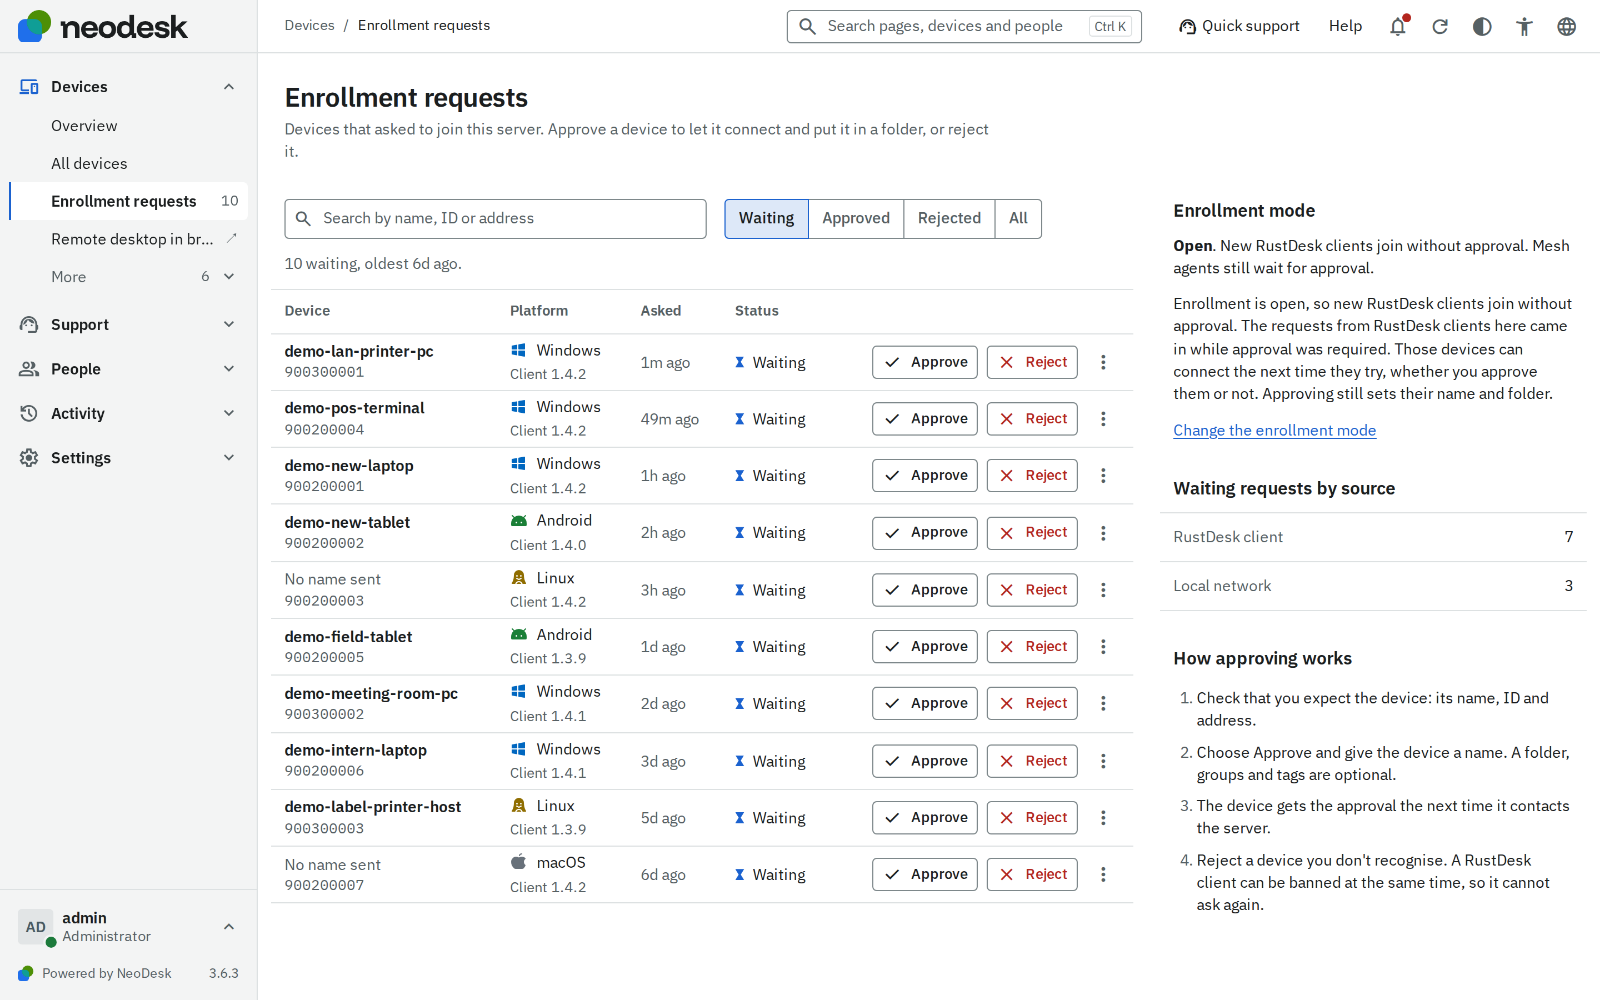 neodesk
Devices / Enrollment requests
Search pages, devices and people Ctrl K
Quick support
Help
Devices
Overview
All devices
Enrollment requests 10
Remote desktop in br...
More 6
Support
People
Activity
Settings
AD
admin
Administrator
Powered by NeoDesk 3.6.3
Enrollment requests
Devices that asked to join this server. Approve a device to let it connect and put it in a folder, or reject
it.
Search by name, ID or address
Waiting Approved Rejected All
10 waiting, oldest 6d ago.
Device Platform Asked Status
demo-lan-printer-pc Windows
900300001 Client 1.4.2 1m ago Waiting Approve Reject
demo-pos-terminal Windows
900200004 Client 1.4.2 49m ago Waiting Approve Reject
demo-new-laptop Windows
900200001 Client 1.4.2 1h ago Waiting Approve Reject
demo-new-tablet Android
900200002 Client 1.4.0 2h ago Waiting Approve Reject
No name sent Linux
900200003 Client 1.4.2 3h ago Waiting Approve Reject
demo-field-tablet Android
900200005 Client 1.3.9 1d ago Waiting Approve Reject
demo-meeting-room-pc Windows
900300002 Client 1.4.1 2d ago Waiting Approve Reject
demo-intern-laptop Windows
900200006 Client 1.4.1 3d ago Waiting Approve Reject
demo-label-printer-host Linux
900300003 Client 1.3.9 5d ago Waiting Approve Reject
No name sent macOS
900200007 Client 1.4.2 6d ago Waiting Approve Reject
Enrollment mode
Open. New RustDesk clients join without approval. Mesh
agents still wait for approval.
Enrollment is open, so new RustDesk clients join without
approval. The requests from RustDesk clients here came
in while approval was required. Those devices can
connect the next time they try, whether you approve
them or not. Approving still sets their name and folder.
Change the enrollment mode
Waiting requests by source
RustDesk client 7
Local network 3
How approving works
1. Check that you expect the device: its name, ID and
address.
2. Choose Approve and give the device a name. A folder,
groups and tags are optional.
3. The device gets the approval the next time it contacts
the server.
4. Reject a device you don't recognise. A RustDesk
client can be banned at the same time, so it cannot
ask again.